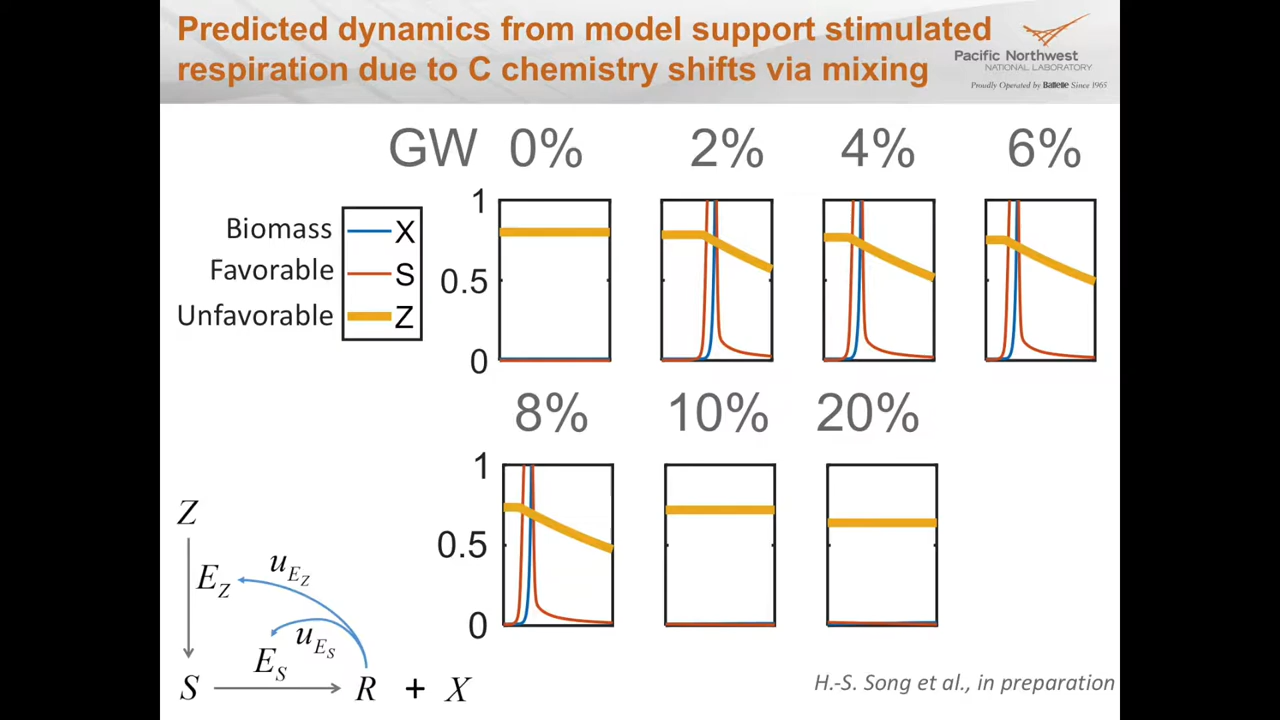 Predicted dynamics from model support stimulated
respiration due to C chemistry shifts via mixing
Pacific Northwest
NATIONAL LABORATORY
Proudly Operated by Battelle Since 1965
GW 0% 2% 4% 6%
Biomass X
Favorable S
Unfavorable Z
1
0.5
0
8% 10% 20%
1
0.5
0
Z
E_Z u_{E_Z}
u_{E_S}
E_S
S R + X
H.-S. Song et al., in preparation